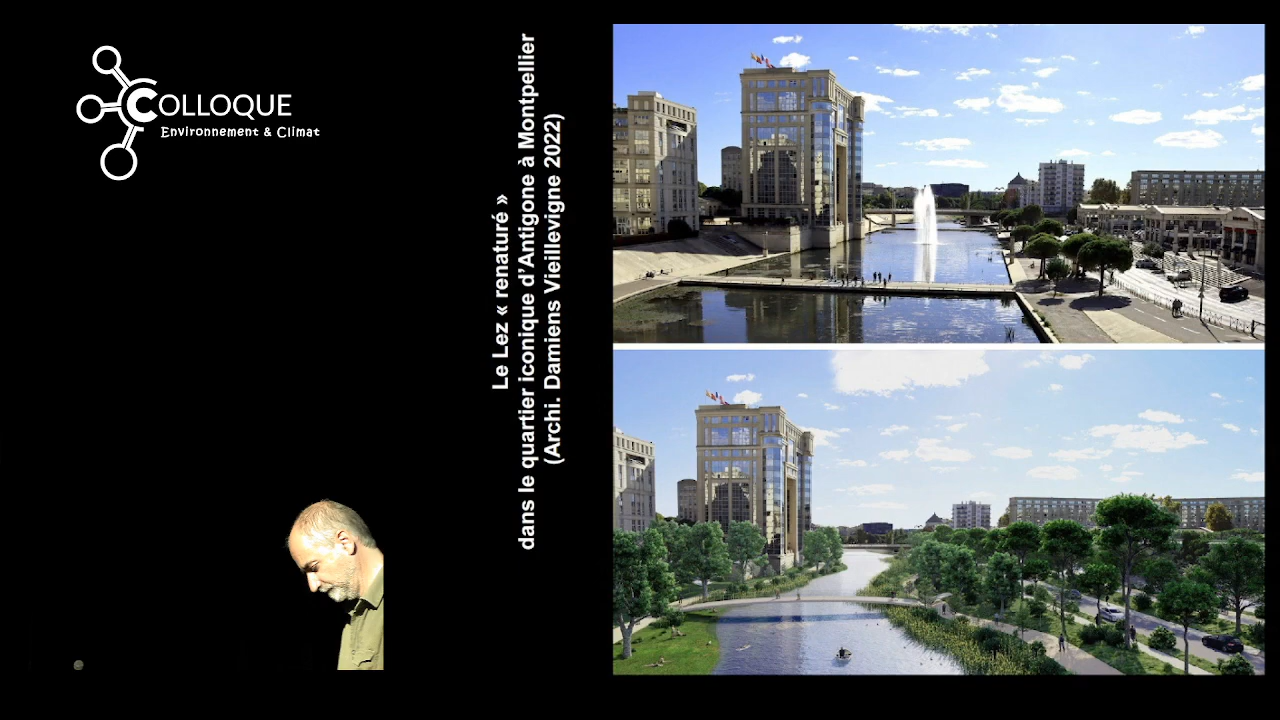 COLLOQUE
Environnement & Climat
Le Lez « renaturé »
dans le quartier iconique d'Antigone à Montpellier
(Archi. Damiens Vieillevigne 2022)